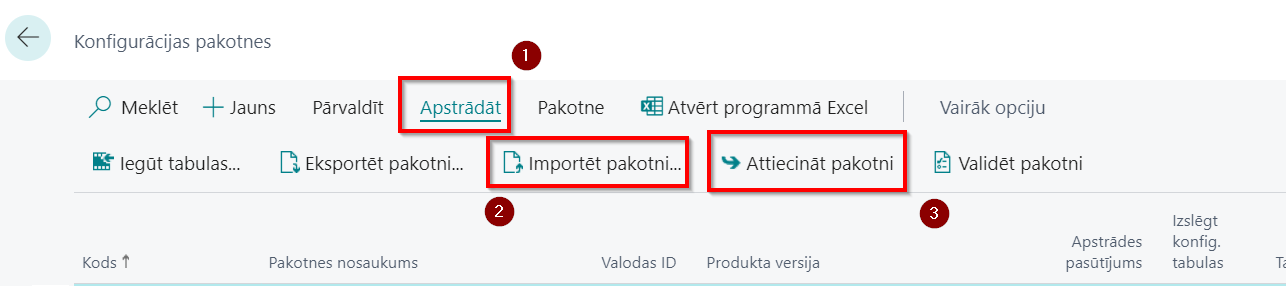 Konfigurācijas pakotnes
1
Meklēt Jauns Pārvaldīt Apstrādāt Pakotne Atvērt programmā Excel Vairāk opciju
Iegūt tabulas... Eksportēt pakotni... Importēt pakotni... Attiecināt pakotni Validēt pakotni
2 3
Kods Pakotnes nosaukums Valodas ID Produkta versija
Apstrādes
pasūtījums
Izslēgt
konfig.
tabulas